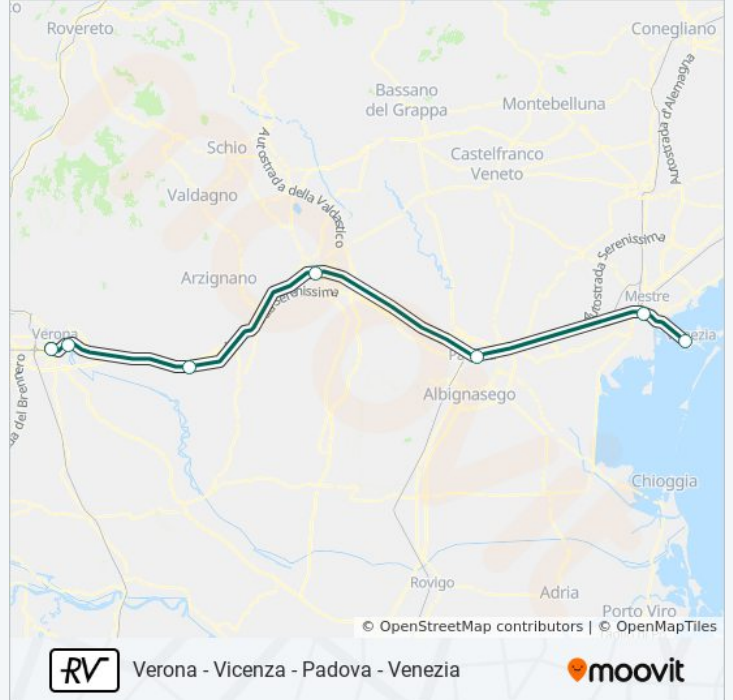 Rovereto
Conegliano
Bassano
del Grappa
Montebelluna
Autostrada d'Alemagna
Schio
Autostrada della Valdastico
Castelfranco
Veneto
Valdagno
Autostrada Serenissima
Arzignano
Serenissima
Mestre
Verona
Albignasego
Chioggia
Rovigo
Adria
Porto Viro
© OpenStreetMap contributors | © OpenMapTiles
RV
Verona - Vicenza - Padova - Venezia
moovit